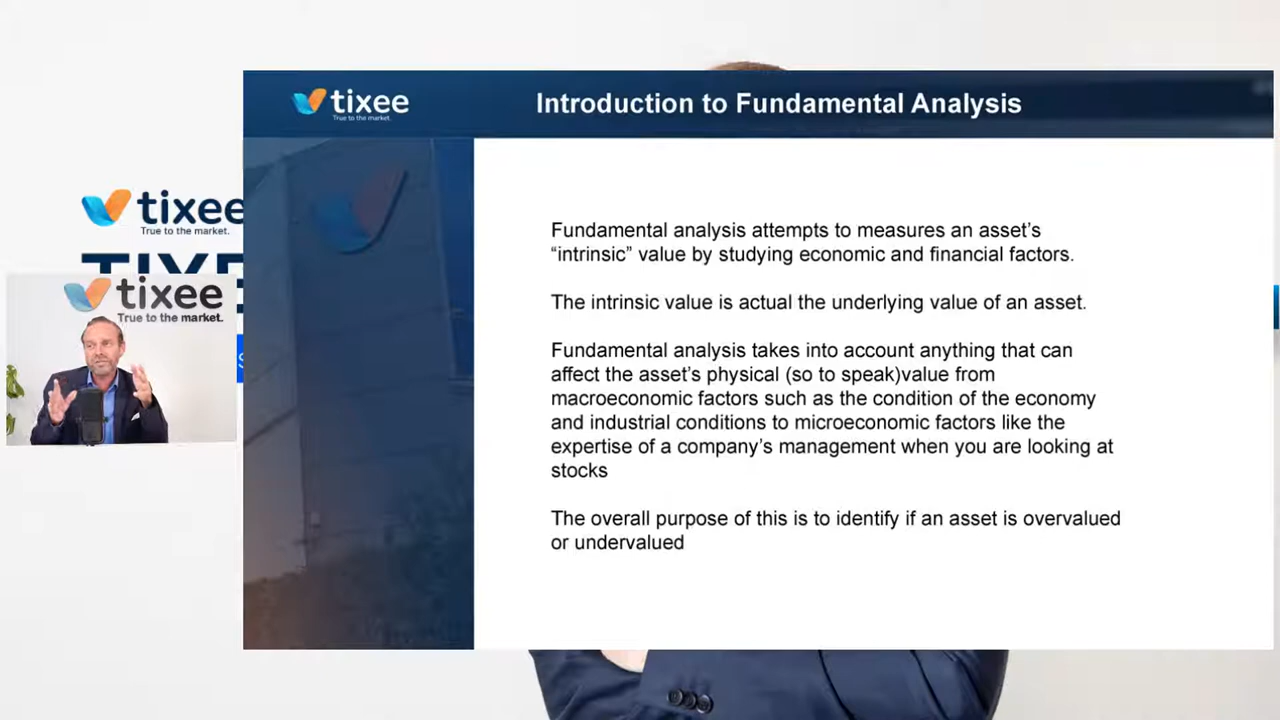 tixee
True to the market.
Introduction to Fundamental Analysis
Fundamental analysis attempts to measures an asset’s
“intrinsic” value by studying economic and financial factors.
The intrinsic value is actual the underlying value of an asset.
Fundamental analysis takes into account anything that can
affect the asset’s physical (so to speak)value from
macroeconomic factors such as the condition of the economy
and industrial conditions to microeconomic factors like the
expertise of a company’s management when you are looking at
stocks
The overall purpose of this is to identify if an asset is overvalued
or undervalued
tixee
True to the market.
tixee
True to the market.